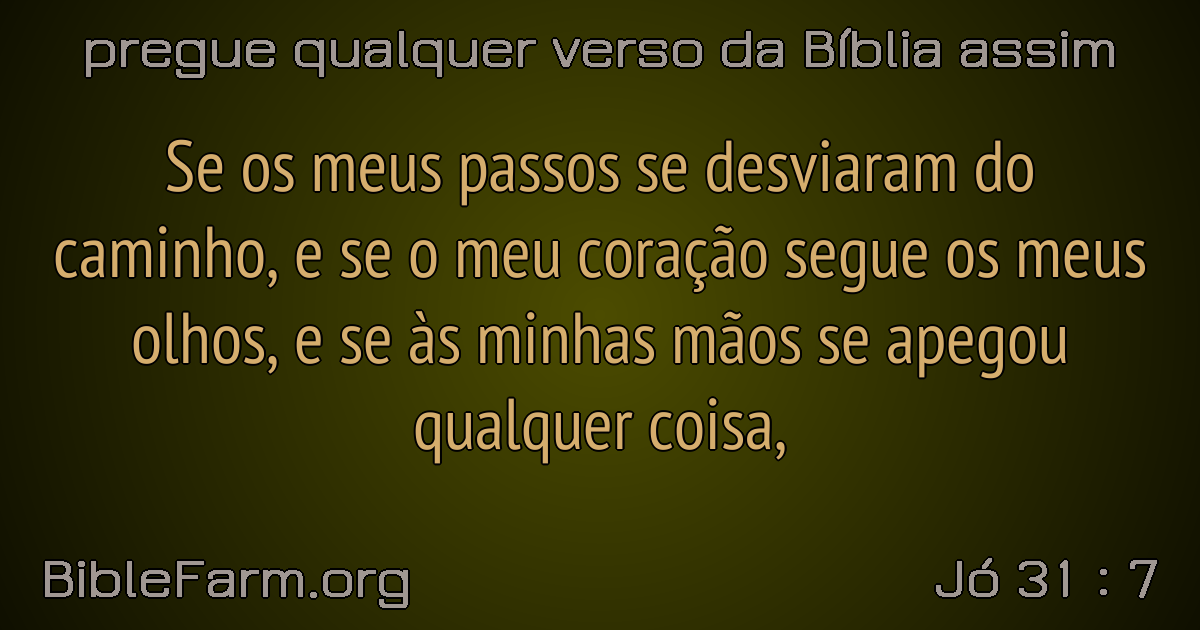 pregue qualquer verso da Bíblia assim
Se os meus passos se desviaram do
caminho, e se o meu coração segue os meus
olhos, e se às minhas mãos se apegou
qualquer coisa,
BibleFarm.org
Jó 31 : 7